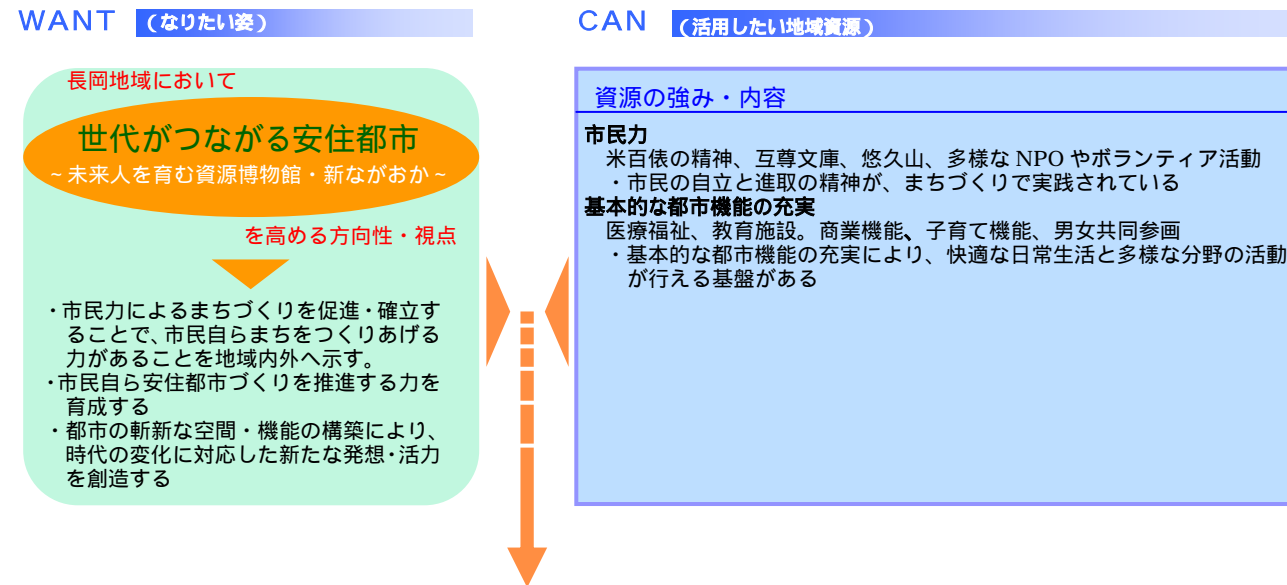 WANT (なりたい姿)
長岡地域において
世代がつながる安住都市
~未来人を育む資源博物館・新ながおか~
を高める方向性・視点
・市民力によるまちづくりを促進・確立す
ることで、市民自らまちをつくりあげる
力があることを地域内外へ示す。
・市民自ら安住都市づくりを推進する力を
育成する
・都市の斬新な空間・機能の構築により、
時代の変化に対応した新たな発想・活力
を創造する
CAN (活用したい地域資源)
資源の強み・内容
市民力
米百俵の精神、互尊文庫、悠久山、多様な NPO やボランティア活動
・市民の自立と進取の精神が、まちづくりで実践されている
基本的な都市機能の充実
医療福祉、教育施設。商業機能、子育て機能、男女共同参画
・基本的な都市機能の充実により、快適な日常生活と多様な分野の活動
が行える基盤がある